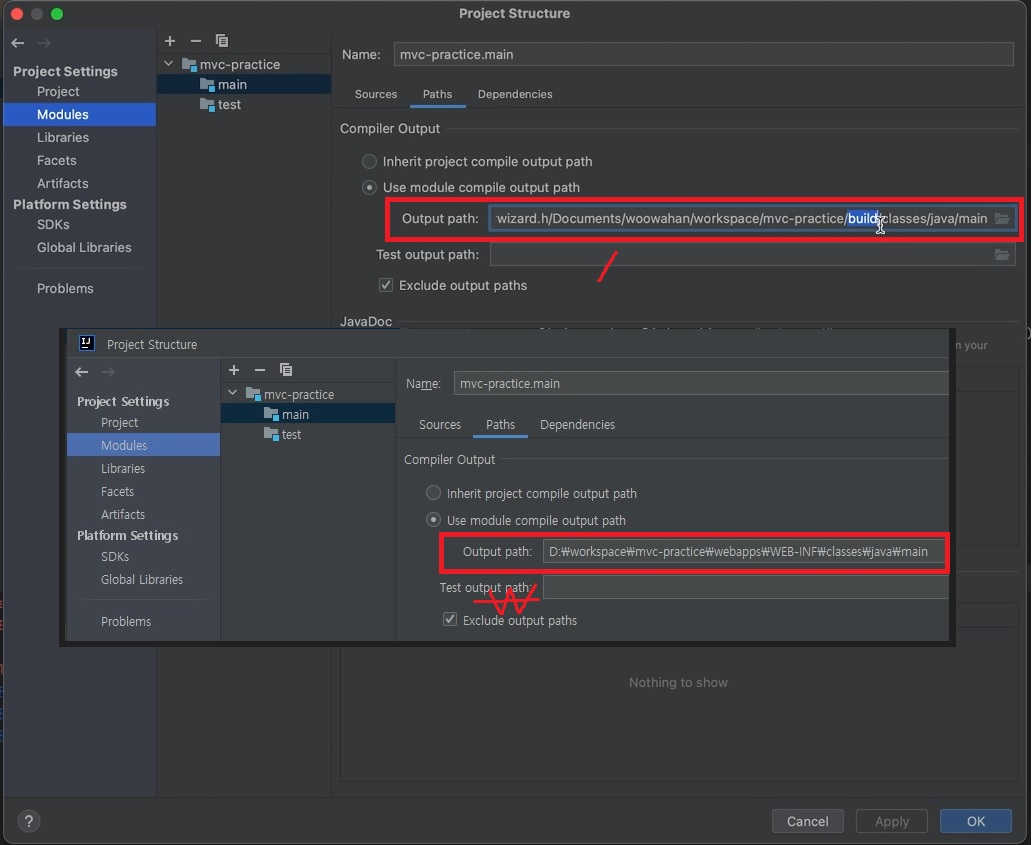 Project Structure
Project Settings
Project
Modules
Libraries
Facets
Artifacts
Platform Settings
SDKs
Global Libraries
Problems
mvc-practice
main
test
Name: mvc-practice.main
Sources Paths Dependencies
Compiler Output
Inherit project compile output path
Use module compile output path
Output path: wizard.h/Documents/woowahan/workspace/mvc-practice/build/classes/java/main
Test output path:
/
Exclude output paths
JavaDoc
n your
IJ Project Structure
Project Settings
Project
Modules
Libraries
Facets
Artifacts
Platform Settings
SDKs
Global Libraries
Problems
mvc-practice
main
test
Name: mvc-practice.main
Sources Paths Dependencies
Compiler Output
Inherit project compile output path
Use module compile output path
Output path: D:₩workspace₩mvc-practice₩webapps₩WEB-INF₩classes₩java₩main
Test output path:
₩
Exclude output paths
Nothing to show
? Cancel Apply OK